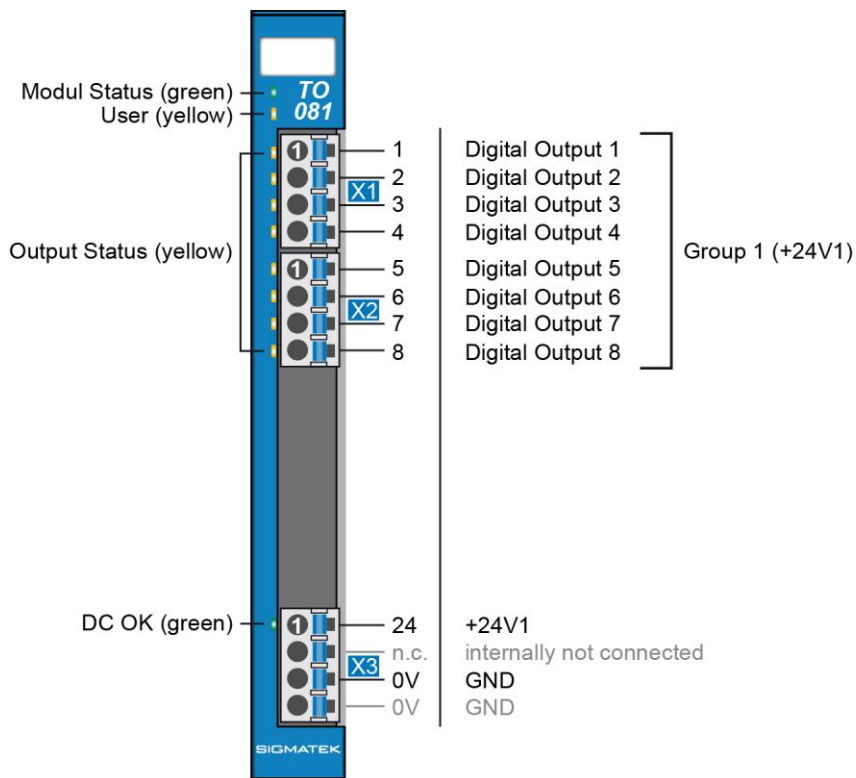 Modul Status (green)
User (yellow)
TO
081
1 1 Digital Output 1
2 Digital Output 2
X1
3 Digital Output 3
4 Digital Output 4
Output Status (yellow)
Group 1 (+24V1)
1 5 Digital Output 5
6 Digital Output 6
X2
7 Digital Output 7
8 Digital Output 8
DC OK (green)
1 24 +24V1
n.c. internally not connected
X3
0V GND
0V GND
SIGMATEK